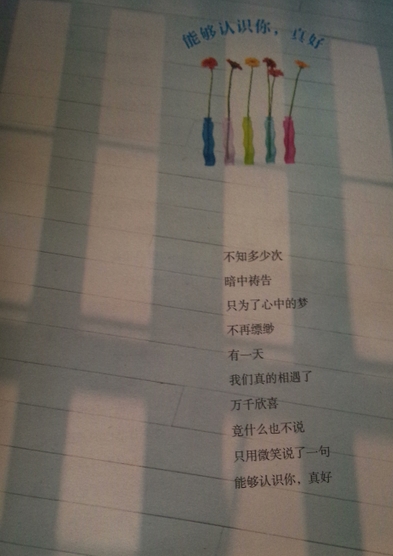 能够认识你，真好
不知多少次
暗中祷告
只为了心中的梦
不再缥缈
有一天
我们真的相遇了
万千欣喜
竟什么也不说
只用微笑说了一句
能够认识你，真好